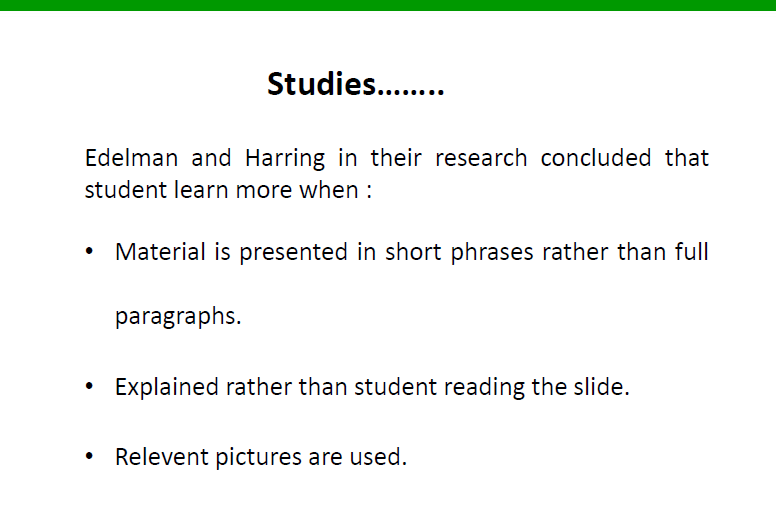 Studies........
Edelman and Harring in their research concluded that
student learn more when :
• Material is presented in short phrases rather than full
paragraphs.
• Explained rather than student reading the slide.
• Relevent pictures are used.